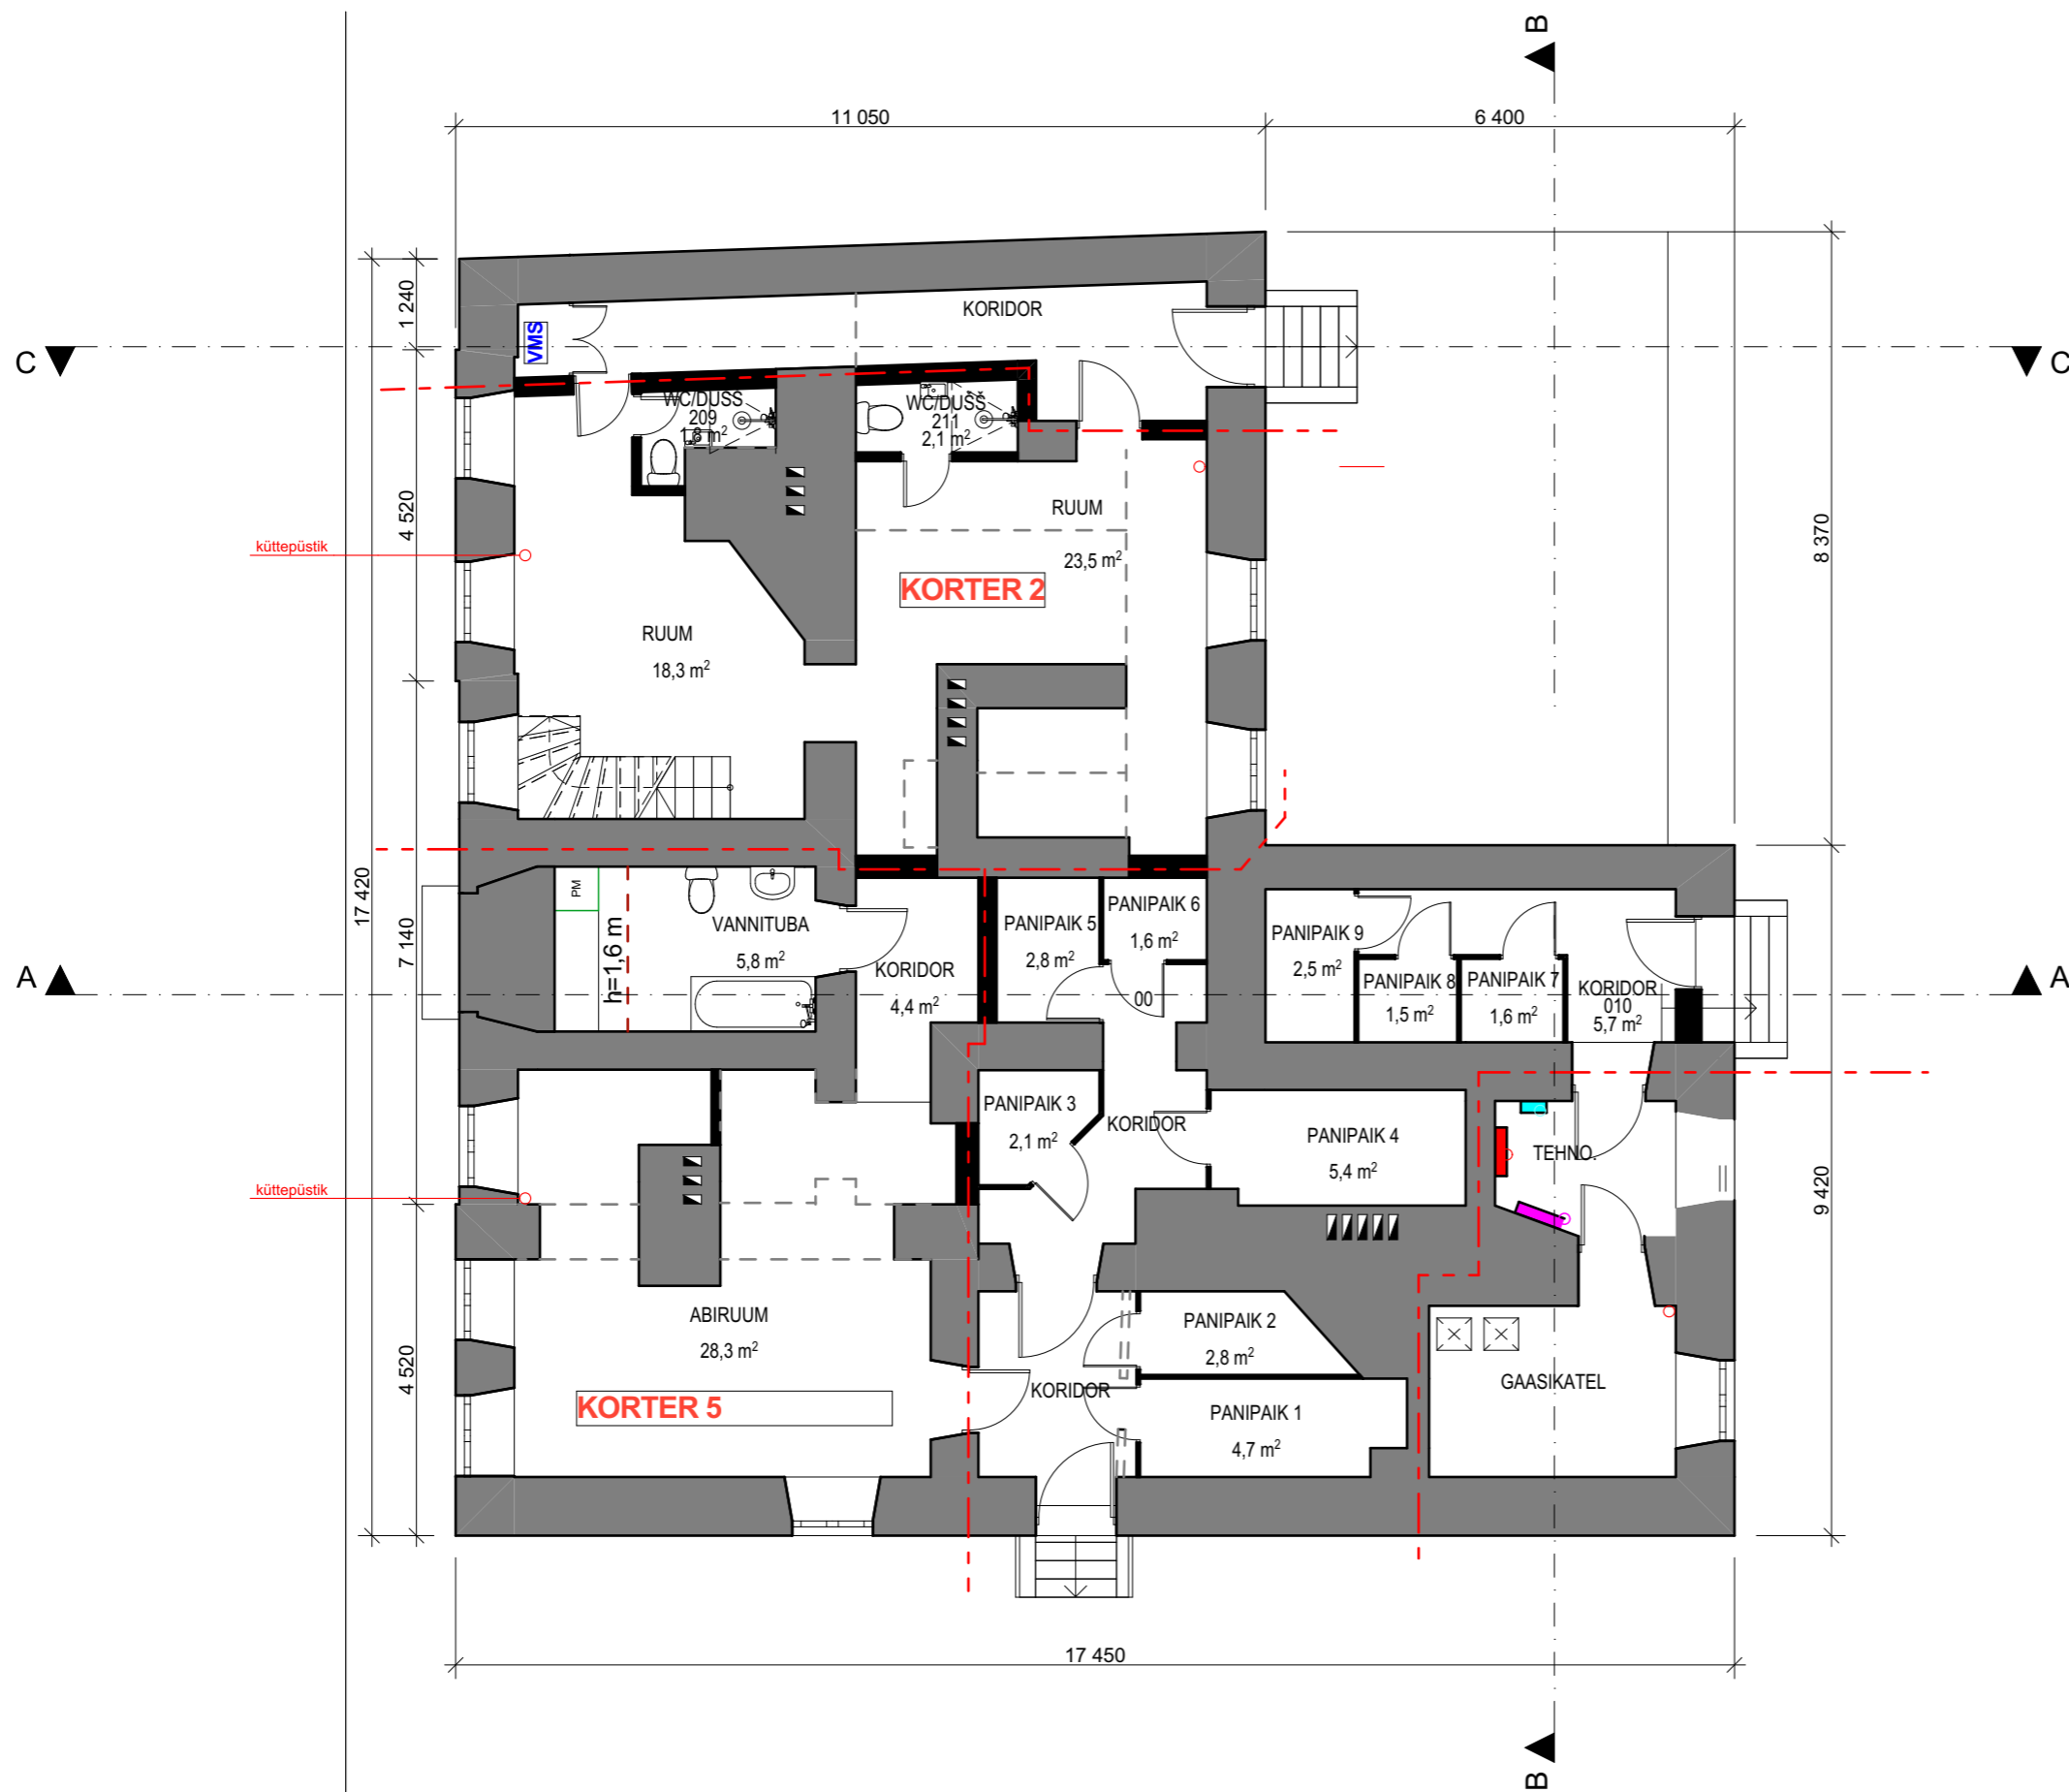 B
11 050
6 400
1 240
KORIDOR
VMS
C
C
WC/DUŠŠ
209
1,8 m²
WC/DUŠŠ
211
2,1 m²
4 520
RUUM
23,5 m²
8 370
küttepüstik
KORTER 2
RUUM
18,3 m²
17 420
7 140
PM
h=1,6 m
VANNITUBA
5,8 m²
KORIDOR
4,4 m²
PANIPAIK 5
2,8 m²
PANIPAIK 6
1,6 m²
00
PANIPAIK 9
2,5 m²
PANIPAIK 8
1,5 m²
PANIPAIK 7
1,6 m²
KORIDOR
010
5,7 m²
A
A
PANIPAIK 3
2,1 m²
KORIDOR
PANIPAIK 4
5,4 m²
TEHNO.
küttepüstik
9 420
4 520
ABIRUUM
28,3 m²
PANIPAIK 2
2,8 m²
KORIDOR
GAASIKATEL
KORTER 5
PANIPAIK 1
4,7 m²
17 450
B